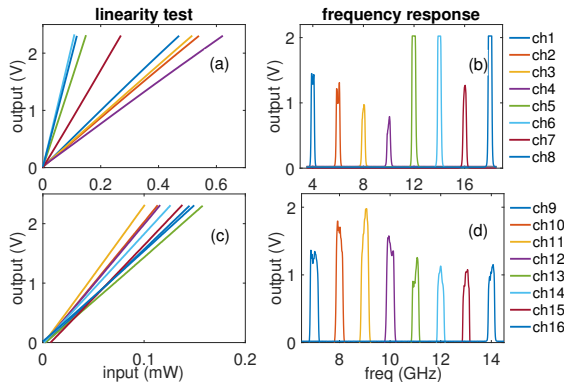 linearity test
frequency response
output (V)
2
1
0
(a)
0
0.2
0.4
0.6
output (V)
2
1
0
(b)
4
8
12
16
ch1
ch2
ch3
ch4
ch5
ch6
ch7
ch8
output (V)
2
1
0
(c)
0
0.1
0.2
input (mW)
output (V)
2
1
0
(d)
8
10
12
14
freq (GHz)
ch9
ch10
ch11
ch12
ch13
ch14
ch15
ch16